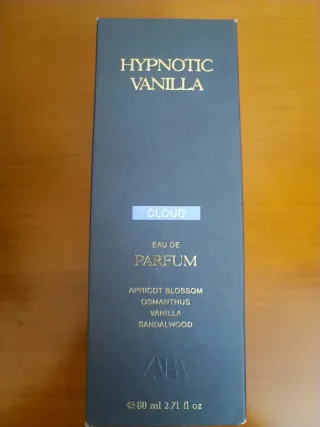 HYPNOTIC
VANILLA
CLOUD
EAU DE
PARFUM
APRICOT BLOSSOM
OSMANTHUS
VANILLA
SANDALWOOD
ZARA
℮ 80 ml 2.71 fl oz